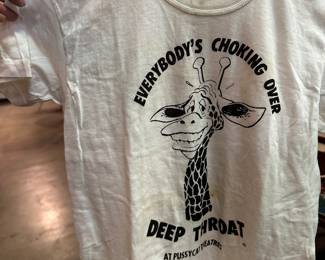 EVERYBODY'S CHOKING OVER
DEEP THROAT
AT PUSSYCAT THEATRES